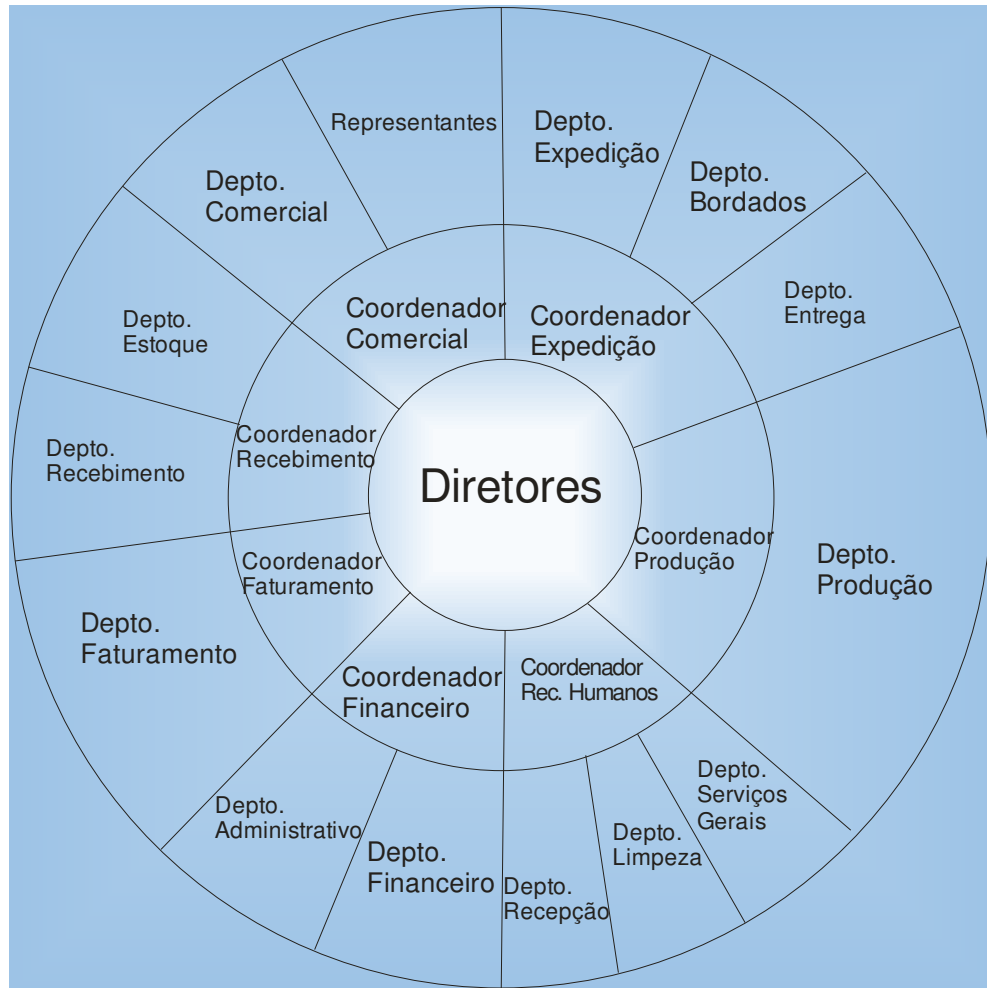 Representantes
Depto.
Expedição
Depto.
Comercial
Depto.
Bordados
Depto.
Estoque
Coordenador
Comercial
Coordenador
Expedição
Depto.
Entrega
Depto.
Recebimento
Coordenador
Recebimento
Diretores
Coordenador
Faturamento
Coordenador
Produção
Depto.
Produção
Depto.
Faturamento
Coordenador
Financeiro
Coordenador
Rec. Humanos
Depto.
Administrativo
Depto.
Financeiro
Depto.
Recepção
Depto.
Limpeza
Depto.
Serviços
Gerais